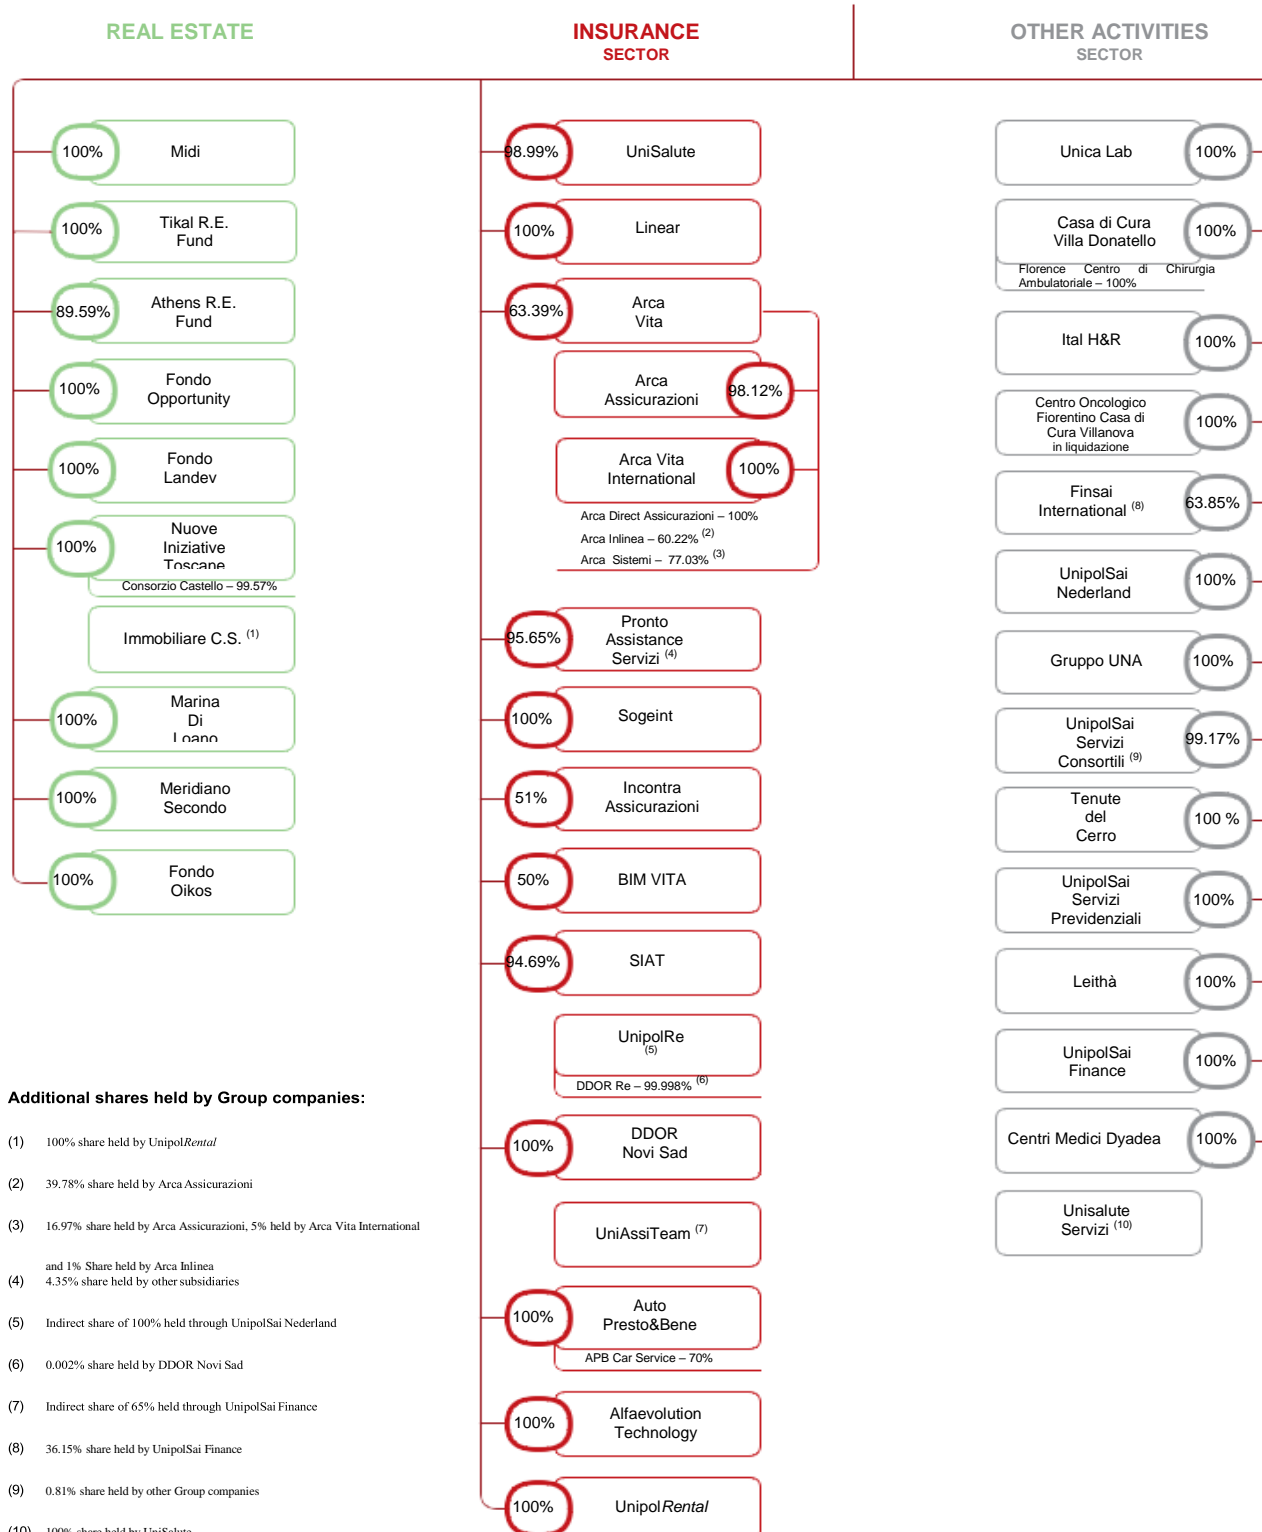 REAL ESTATE
100%
Midi
100%
Tikal R.E.
Fund
89.59%
Athens R.E.
Fund
100%
Fondo
Opportunity
100%
Fondo
Landev
100%
Nuove
Iniziative
Toscane
Consorzio Castello – 99.57%
Immobiliare C.S. (1)
100%
Marina
Di
Loano
100%
Meridiano
Secondo
100%
Fondo
Oikos
INSURANCE
SECTOR
98.99%
UniSalute
100%
Linear
63.39%
Arca
Vita
Arca
Assicurazioni
98.12%
Arca Vita
International
100%
Arca Direct Assicurazioni – 100%
Arca Inlinea – 60.22% (2)
Arca Sistemi – 77.03% (3)
95.65%
Pronto
Assistance
Servizi (4)
100%
Sogeint
51%
Incontra
Assicurazioni
50%
BIM VITA
94.69%
SIAT
UnipolRe
(5)
DDOR Re – 99.998% (6)
100%
DDOR
Novi Sad
UniAssiTeam (7)
100%
Auto
Presto&Bene
APB Car Service – 70%
100%
Alfaevolution
Technology
100%
UnipolRental
OTHER ACTIVITIES
SECTOR
Unica Lab
100%
Casa di Cura
Villa Donatello
100%
Florence Centro di Chirurgia
Ambulatoriale – 100%
Ital H&R
100%
Centro Oncologico
Fiorentino Casa di
Cura Villanova
in liquidazione
100%
Finsai
International (8)
63.85%
UnipolSai
Nederland
100%
Gruppo UNA
100%
UnipolSai
Servizi
Consortili (9)
99.17%
Tenute
del
Cerro
100 %
UnipolSai
Servizi
Previdenziali
100%
Leithà
100%
UnipolSai
Finance
100%
Centri Medici Dyadea
100%
Unisalute
Servizi (10)
Additional shares held by Group companies:
(1) 100% share held by UnipolRental
(2) 39.78% share held by Arca Assicurazioni
(3) 16.97% share held by Arca Assicurazioni, 5% held by Arca Vita International
and 1% Share held by Arca Inlinea
(4) 4.35% share held by other subsidiaries
(5) Indirect share of 100% held through UnipolSai Nederland
(6) 0.002% share held by DDOR Novi Sad
(7) Indirect share of 65% held through UnipolSai Finance
(8) 36.15% share held by UnipolSai Finance
(9) 0.81% share held by other Group companies
(10) 100% share held by UniSalute